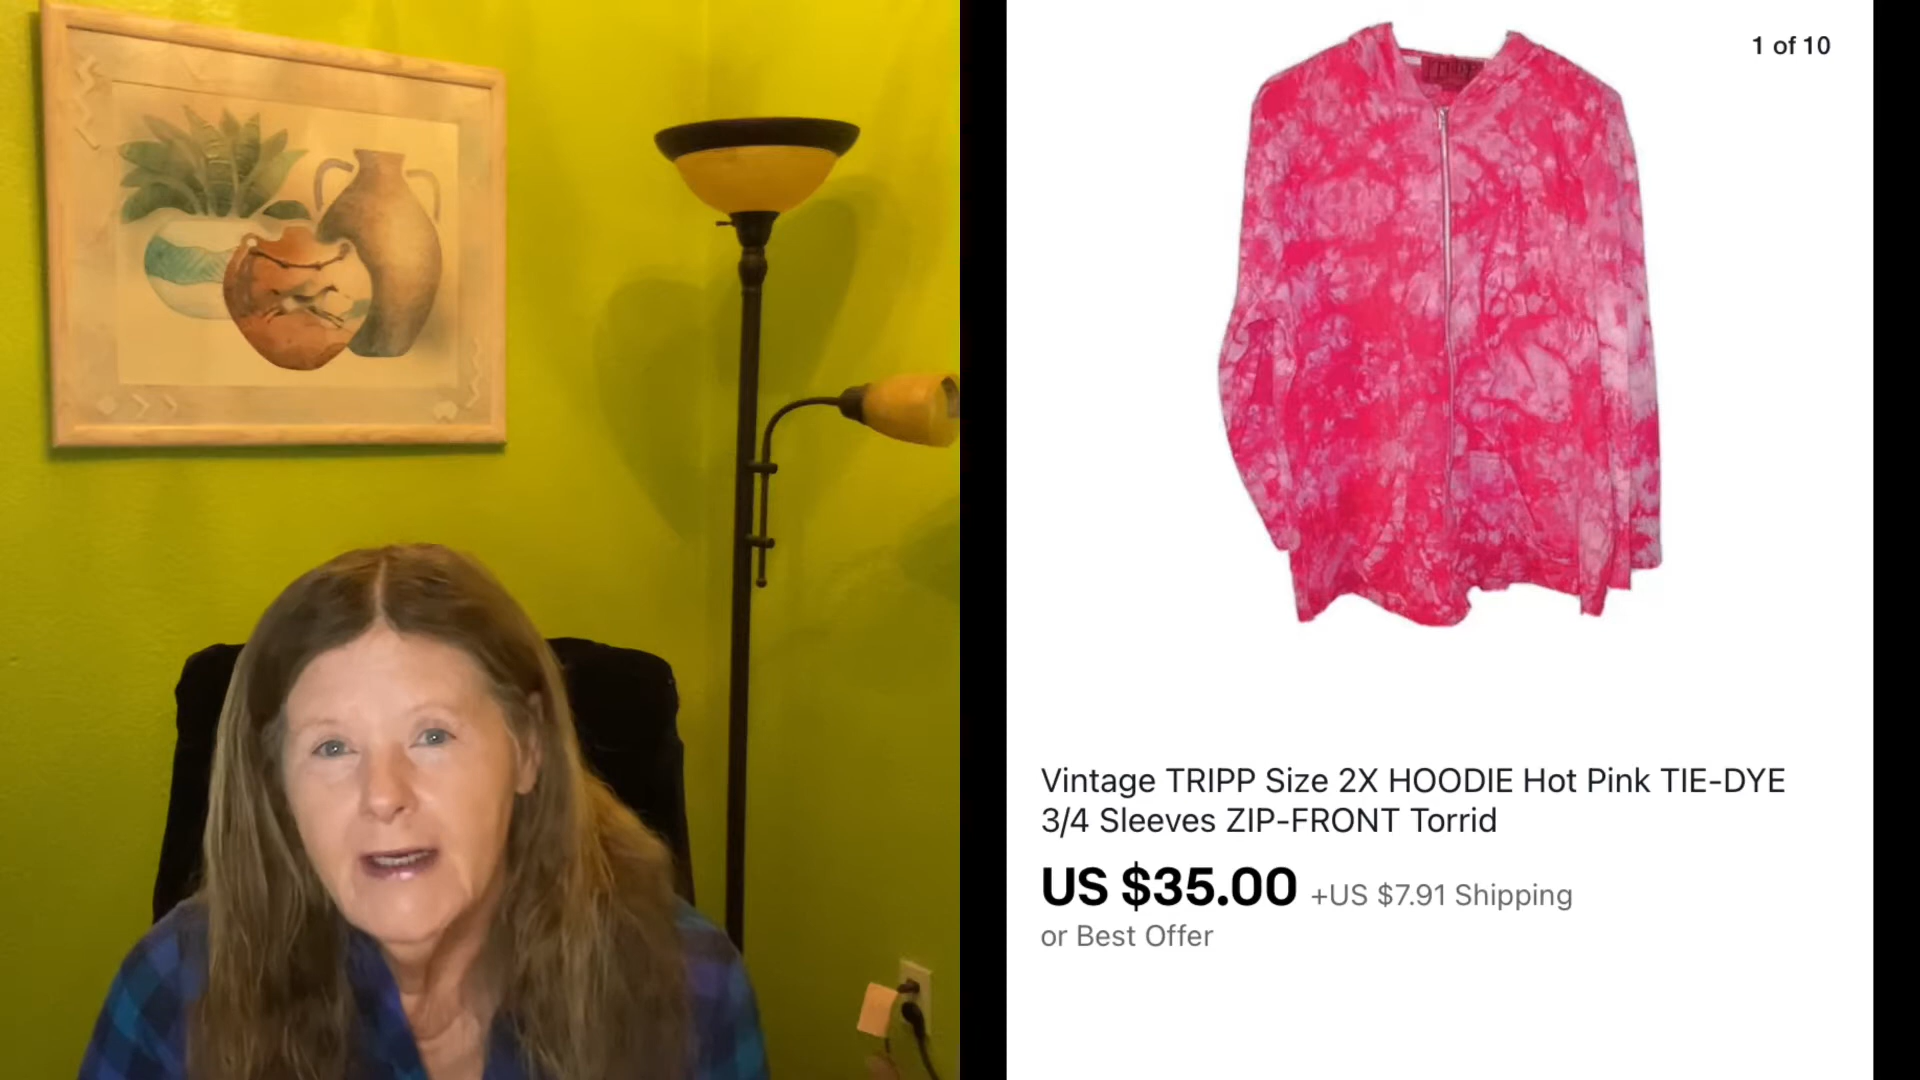 1 of 10
Vintage TRIPP Size 2X HOODIE Hot Pink TIE-DYE
3/4 Sleeves ZIP-FRONT Torrid
US $35.00 +US $7.91 Shipping
or Best Offer